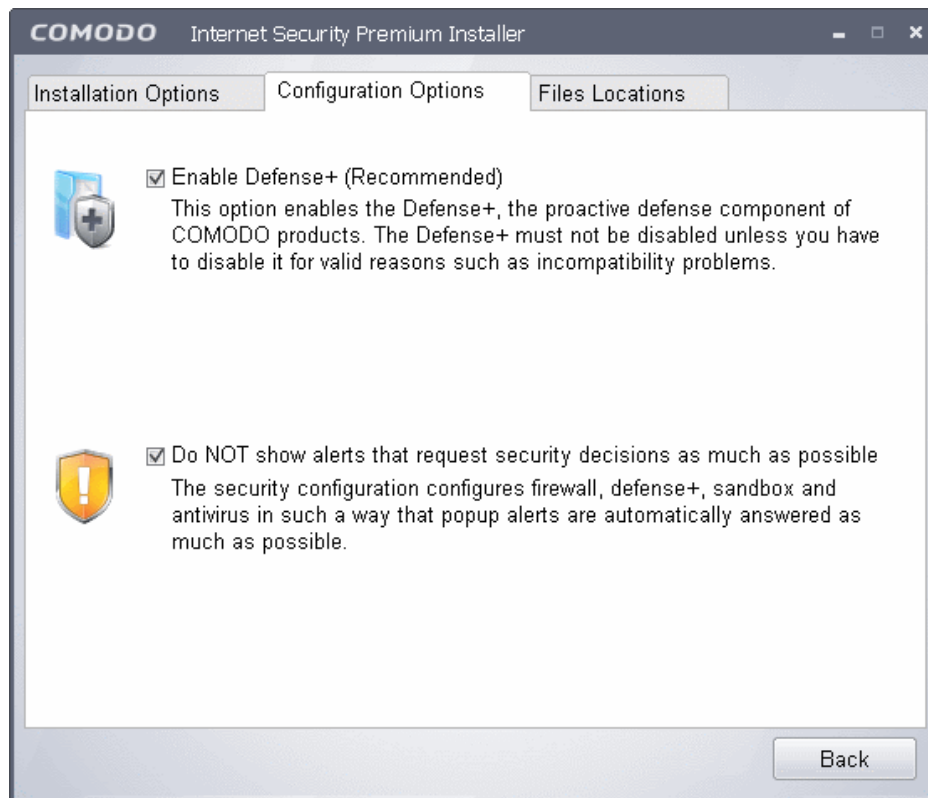 COMODO Internet Security Premium Installer
Installation Options Configuration Options Files Locations
Enable Defense+ (Recommended)
This option enables the Defense+, the proactive defense component of
COMODO products. The Defense+ must not be disabled unless you have
to disable it for valid reasons such as incompatibility problems.
Do NOT show alerts that request security decisions as much as possible
The security configuration configures firewall, defense+, sandbox and
antivirus in such a way that popup alerts are automatically answered as
much as possible.
Back